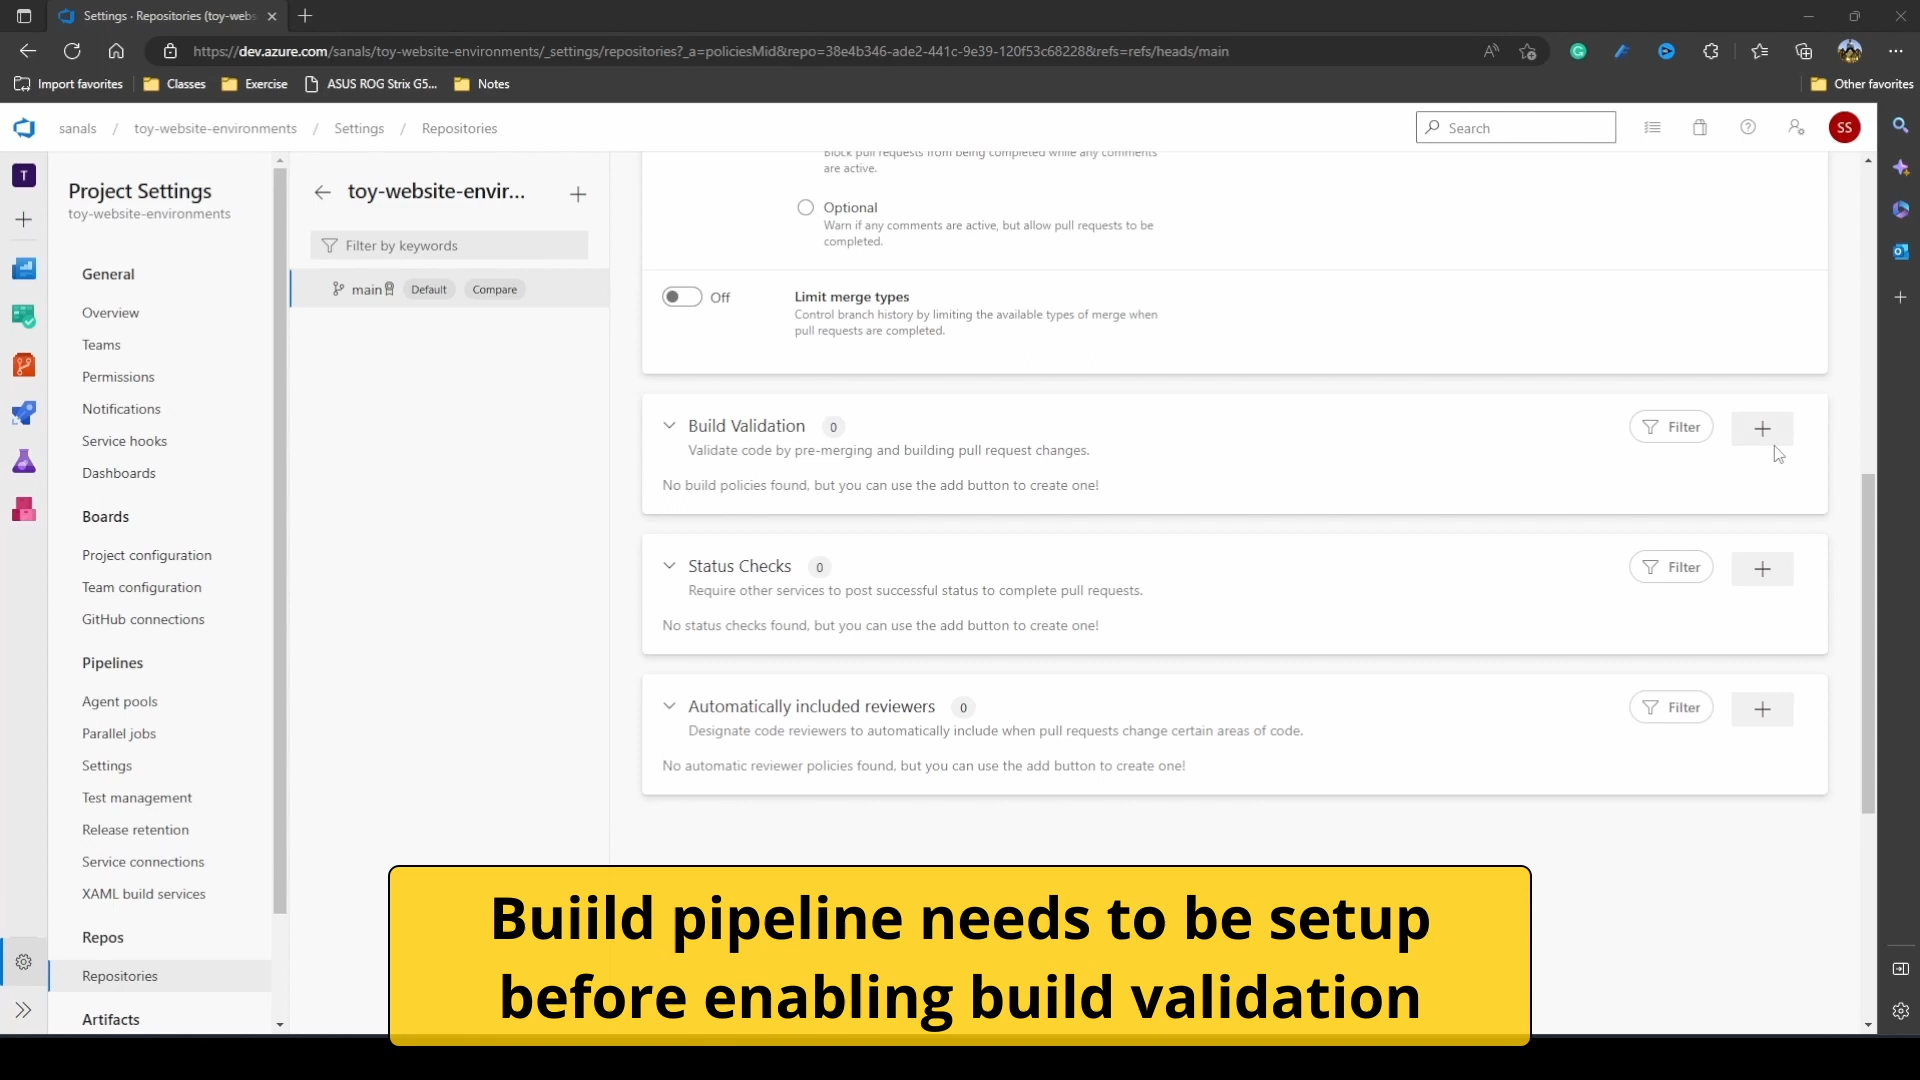 Settings · Repositories (toy-webs
https://dev.azure.com/sanals/toy-website-environments/_settings/repositories?_a=policiesMid&repo=38e4b346-ade2-441c-9e39-120f53c68228&refs=refs/heads/main
Import favorites
Classes
Exercise
ASUS ROG Strix G5...
Notes
Other favorites
sanals / toy-website-environments / Settings / Repositories
Search
SS
T
Project Settings
toy-website-environments
General
Overview
Teams
Permissions
Notifications
Service hooks
Dashboards
Boards
Project configuration
Team configuration
GitHub connections
Pipelines
Agent pools
Parallel jobs
Settings
Test management
Release retention
Service connections
XAML build services
Repos
Repositories
Artifacts
toy-website-envir...
Filter by keywords
main Default Compare
Block pull requests from being completed while any comments
are active.
Optional
Warn if any comments are active, but allow pull requests to be
completed.
Off
Limit merge types
Control branch history by limiting the available types of merge when
pull requests are completed.
Build Validation 0
Filter
Validate code by pre-merging and building pull request changes.
No build policies found, but you can use the add button to create one!
Status Checks 0
Filter
Require other services to post successful status to complete pull requests.
No status checks found, but you can use the add button to create one!
Automatically included reviewers 0
Filter
Designate code reviewers to automatically include when pull requests change certain areas of code.
No automatic reviewer policies found, but you can use the add button to create one!
Buiild pipeline needs to be setup
before enabling build validation